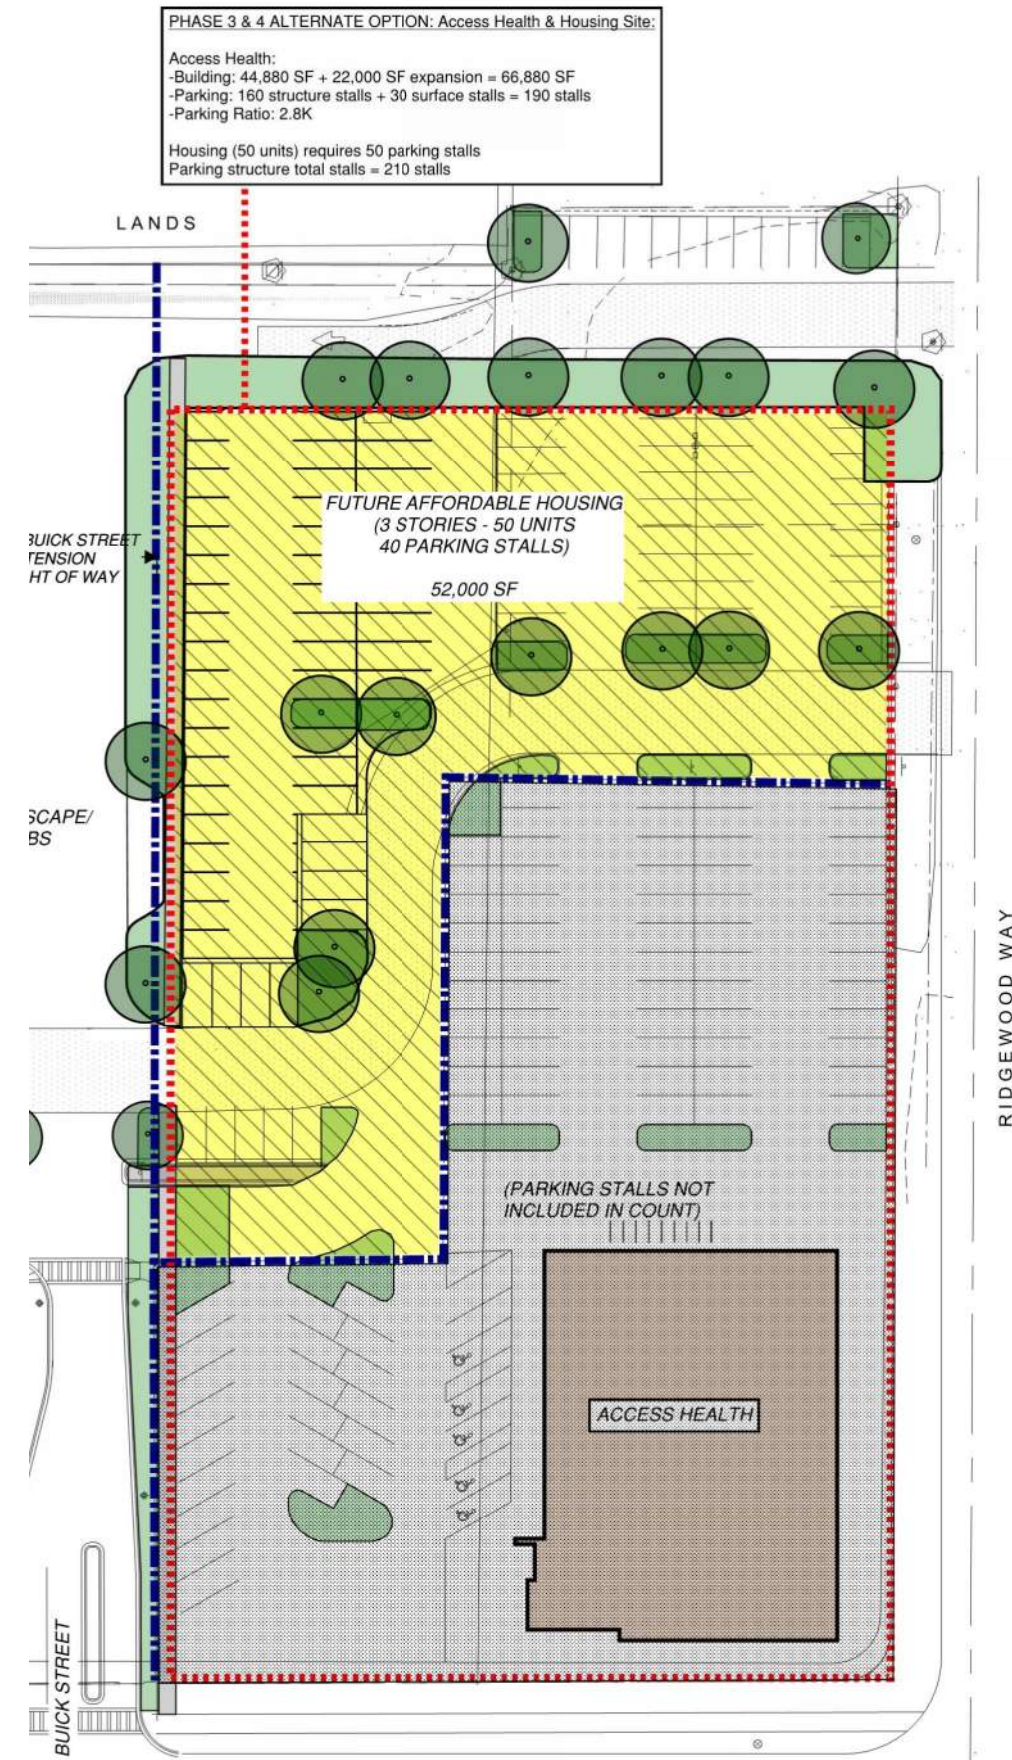 PHASE 3 & 4 ALTERNATE OPTION: Access Health & Housing Site:
Access Health:
-Building: 44,880 SF + 22,000 SF expansion = 66,880 SF
-Parking: 160 structure stalls + 30 surface stalls = 190 stalls
-Parking Ratio: 2.8K
Housing (50 units) requires 50 parking stalls
Parking structure total stalls = 210 stalls
LANDS
FUTURE AFFORDABLE HOUSING
(3 STORIES - 50 UNITS
40 PARKING STALLS)
52,000 SF
BUICK STREET
TENSION
HT OF WAY
SCAPE/
BS
RIDGEWOOD WAY
(PARKING STALLS NOT
INCLUDED IN COUNT)
ACCESS HEALTH
BUICK STREET